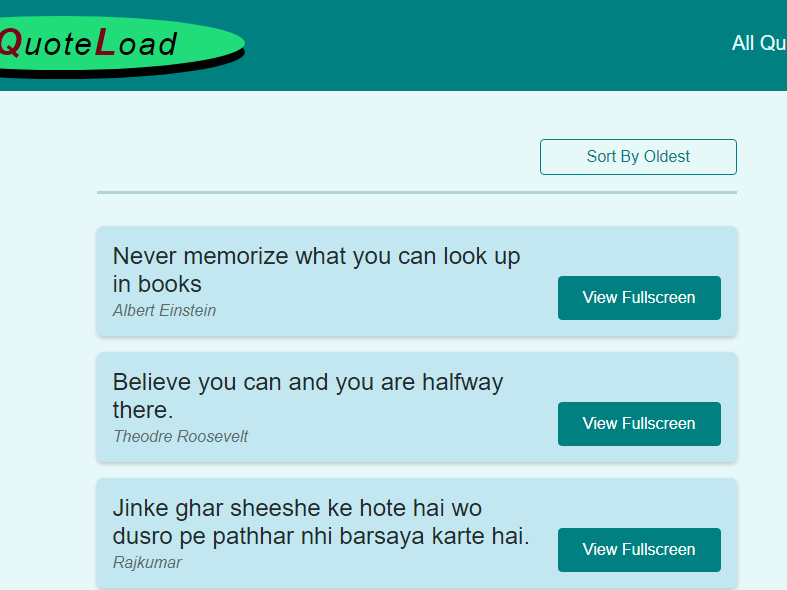 QuoteLoad
All Qu
Sort By Oldest
Never memorize what you can look up
in books
Albert Einstein
View Fullscreen
Believe you can and you are halfway
there.
Theodre Roosevelt
View Fullscreen
Jinke ghar sheeshe ke hote hai wo
dusro pe pathhar nhi barsaya karte hai.
Rajkumar
View Fullscreen